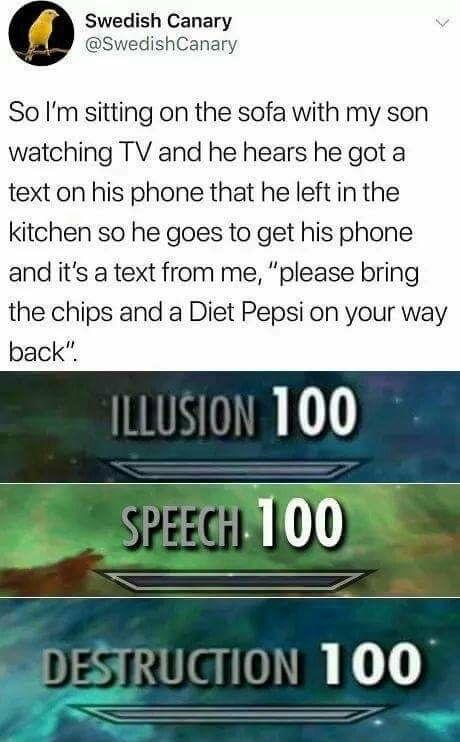 Swedish Canary
@SwedishCanary
So I'm sitting on the sofa with my son
watching TV and he hears he got a
text on his phone that he left in the
kitchen so he goes to get his phone
and it's a text from me, "please bring
the chips and a Diet Pepsi on your way
back".
ILLUSION 100
SPEECH 100
DESTRUCTION 100